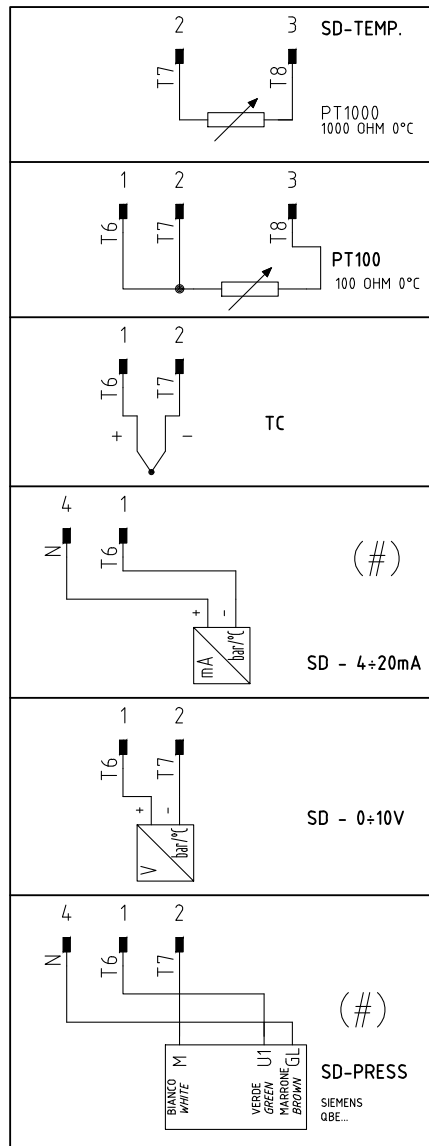 2 3 SD-TEMP.
T7 T8
PT1000
1000 OHM 0°C
1 2 3
T6 T7 T8
PT100
100 OHM 0°C
1 2
T6 T7
+ -
TC
4 1
N T6
(#)
+ -
mA bar/°C
SD - 4÷20mA
1 2
T6 T7
+ -
V bar/°C
SD - 0÷10V
4 1 2
N T6 T7
(#)
M U1 GL
BIANCO
WHITE
VERDE
GREEN
MARRONE
BROWN
SD-PRESS
SIEMENS
QBE...